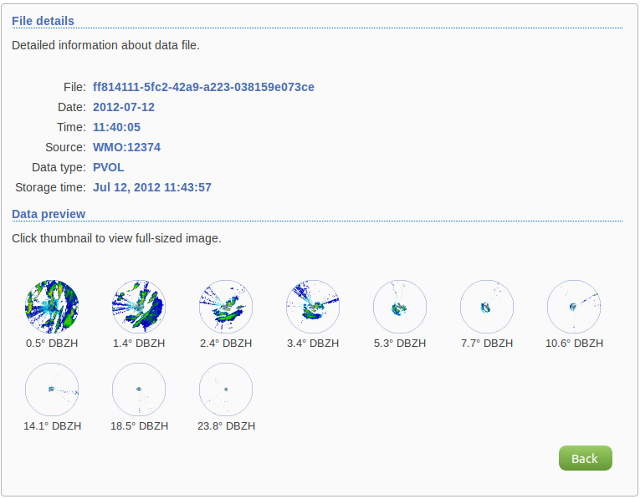 File details
Detailed information about data file.
File: ff814111-5fc2-42a9-a223-038159e073ce
Date: 2012-07-12
Time: 11:40:05
Source: WMO:12374
Data type: PVOL
Storage time: Jul 12, 2012 11:43:57
Data preview
Click thumbnail to view full-sized image.
0.5° DBZH 1.4° DBZH 2.4° DBZH 3.4° DBZH 5.3° DBZH 7.7° DBZH 10.6° DBZH
14.1° DBZH 18.5° DBZH 23.8° DBZH
Back